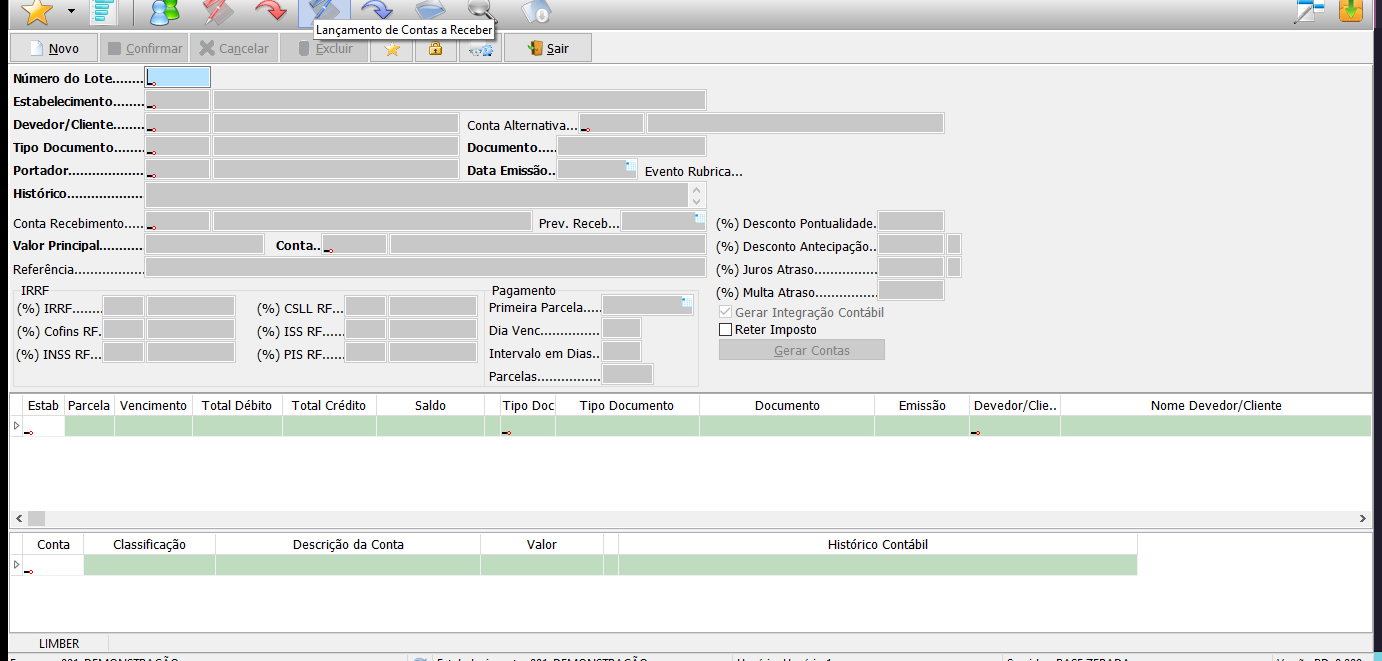 Lançamento de Contas a Receber
Novo Confirmar Cancelar Excluir Sair
Número do Lote........
Estabelecimento........
Devedor/Cliente........ Conta Alternativa...
Tipo Documento....... Documento.....
Portador.................. Data Emissão.. Evento Rubrica...
Histórico...................
Conta Recebimento..... Prev. Receb... (%) Desconto Pontualidade.
Valor Principal........... Conta.. (%) Desconto Antecipação..
Referência.................. (%) Juros Atraso.............
(%) Multa Atraso............
IRRF Pagamento
(%) IRRF........ (%) CSLL RF... Primeira Parcela.....
(%) Cofins RF. (%) ISS RF...... Dia Venc...............
(%) INSS RF... (%) PIS RF...... Intervalo em Dias..
Parcelas................
Gerar Integração Contábil
Reter Imposto
Gerar Contas
Estab Parcela Vencimento Total Débito Total Crédito Saldo Tipo Doc Tipo Documento Documento Emissão Devedor/Clie.. Nome Devedor/Cliente
Conta Classificação Descrição da Conta Valor Histórico Contábil
LIMBER